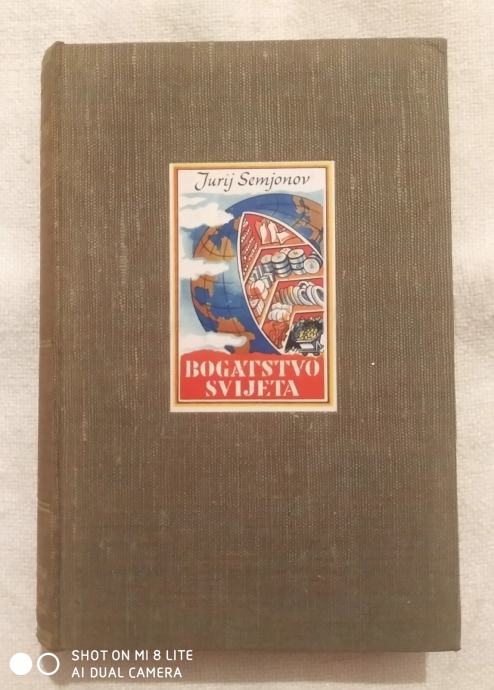 Jurij Semjonov
BOGATSTVO
SVIJETA
SHOT ON MI 8 LITE
AI DUAL CAMERA